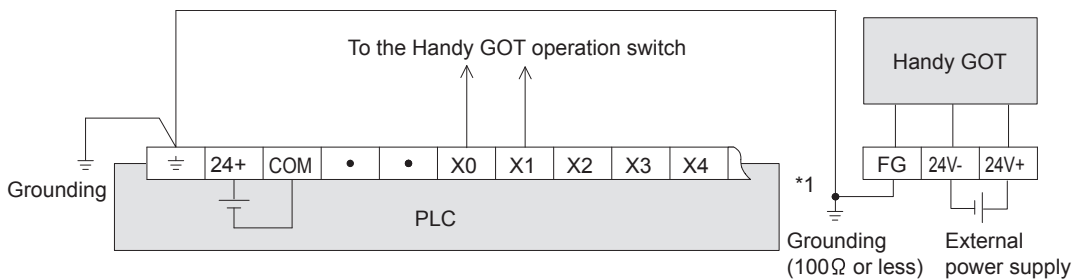 To the Handy GOT operation switch
Handy GOT
24+ COM • • X0 X1 X2 X3 X4
FG 24V- 24V+
Grounding
*1
PLC
Grounding
(100Ω or less)
External
power supply